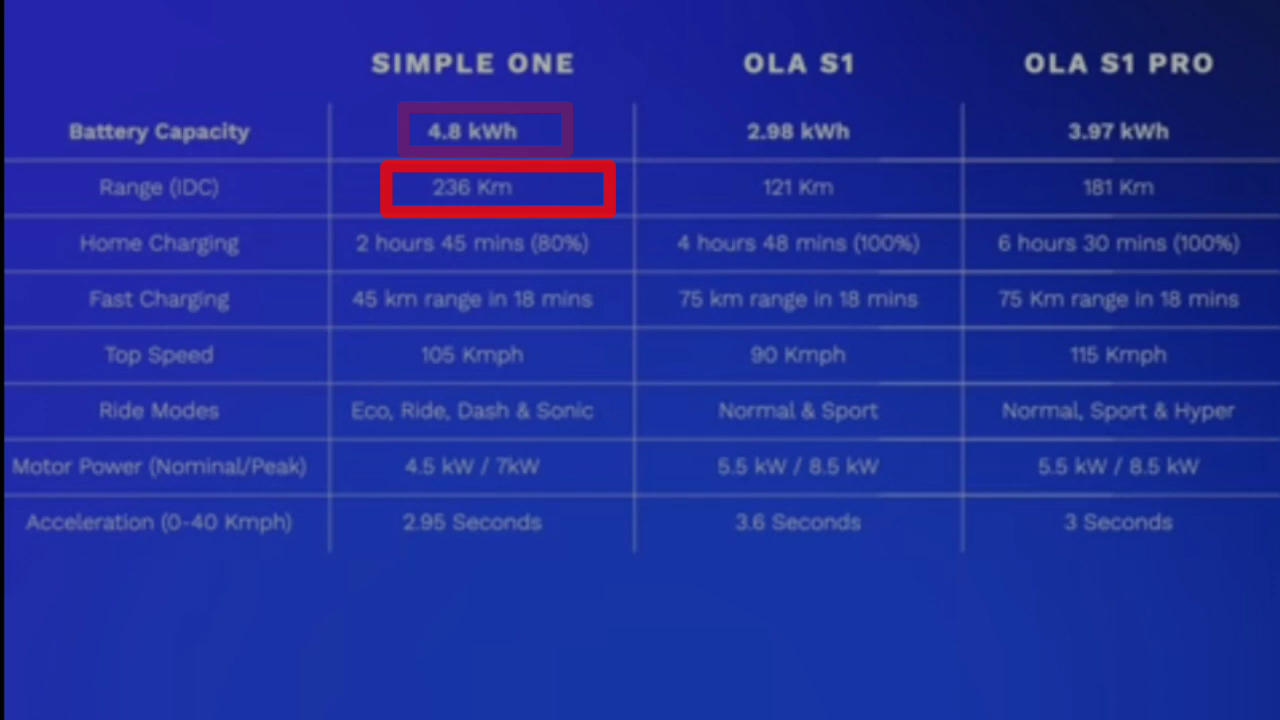 SIMPLE ONE OLA S1 OLA S1 PRO
Battery Capacity 4.8 kWh 2.98 kWh 3.97 kWh
Range (IDC) 236 Km 121 Km 181 Km
Home Charging 2 hours 45 mins (80%) 4 hours 48 mins (100%) 6 hours 30 mins (100%)
Fast Charging 45 km range in 18 mins 75 km range in 18 mins 75 Km range in 18 mins
Top Speed 105 Kmph 90 Kmph 115 Kmph
Ride Modes Eco, Ride, Dash & Sonic Normal & Sport Normal, Sport & Hyper
Motor Power (Nominal/Peak) 4.5 kW / 7kW 5.5 kW / 8.5 kW 5.5 kW / 8.5 kW
Acceleration (0-40 Kmph) 2.95 Seconds 3.6 Seconds 3 Seconds